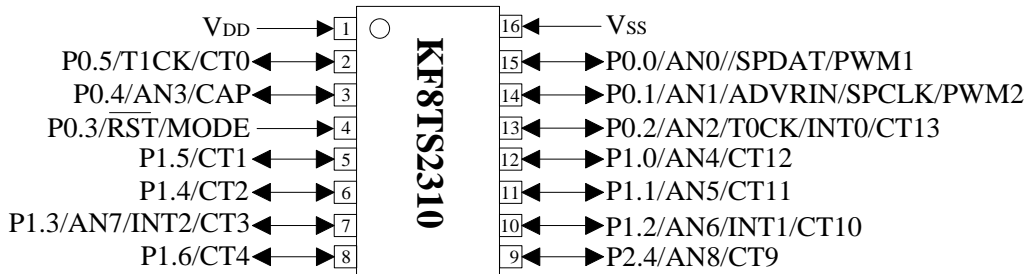 VDD 1 16 VSS
P0.5/T1CK/CT0 2 15 P0.0/AN0//SPDAT/PWM1
P0.4/AN3/CAP 3 14 P0.1/AN1/ADVRIN/SPCLK/PWM2
P0.3/RST/MODE 4 13 P0.2/AN2/T0CK/INT0/CT13
P1.5/CT1 5 12 P1.0/AN4/CT12
P1.4/CT2 6 11 P1.1/AN5/CT11
P1.3/AN7/INT2/CT3 7 10 P1.2/AN6/INT1/CT10
P1.6/CT4 8 9 P2.4/AN8/CT9
KF8TS2310